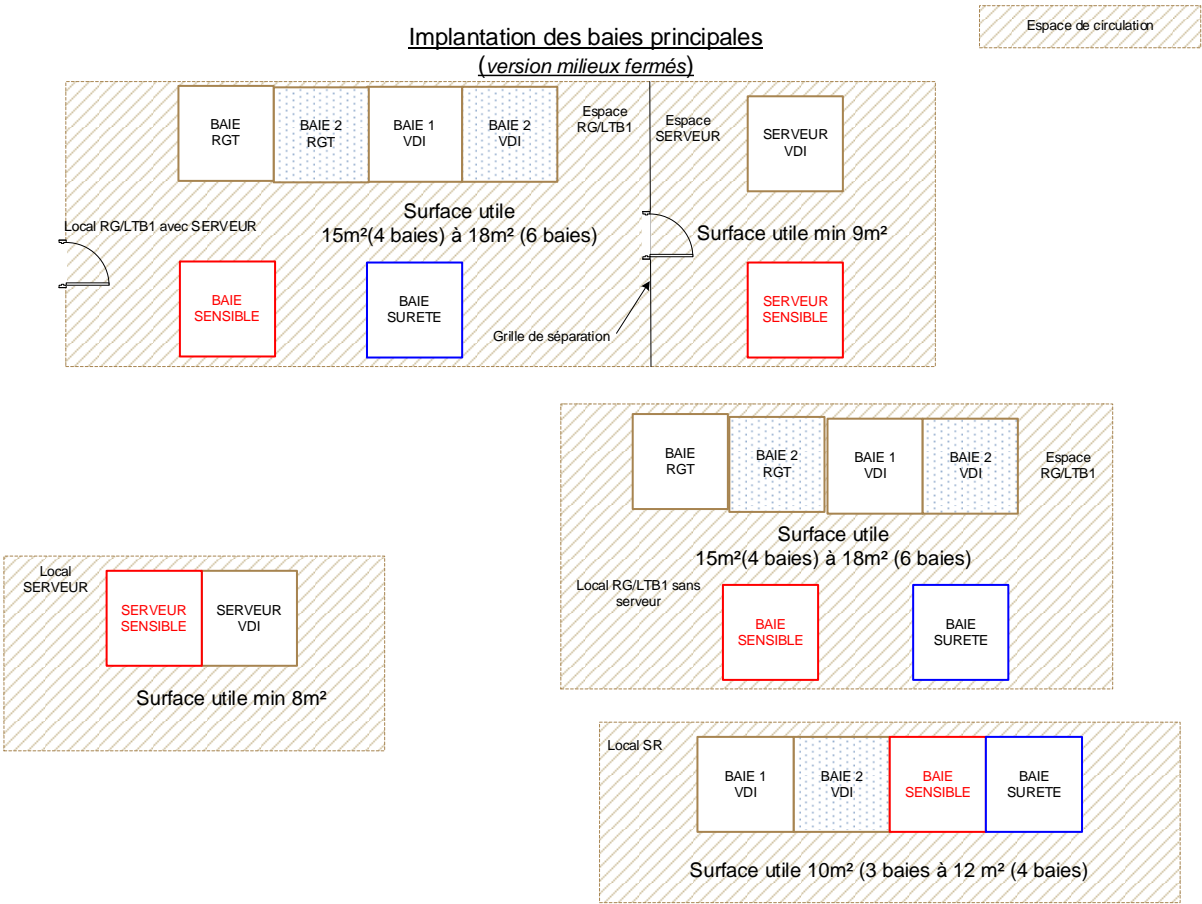 Espace de circulation
Implantation des baies principales
(version milieux fermés)
BAIE
RGT
BAIE 2
RGT
BAIE 1
VDI
BAIE 2
VDI
Espace
RG/LTB1
Espace
SERVEUR
SERVEUR
VDI
Local RG/LTB1 avec SERVEUR
Surface utile
15m²(4 baies) à 18m² (6 baies)
Surface utile min 9m²
BAIE
SENSIBLE
BAIE
SURETE
Grille de séparation
SERVEUR
SENSIBLE
BAIE
RGT
BAIE 2
RGT
BAIE 1
VDI
BAIE 2
VDI
Espace
RG/LTB1
Surface utile
15m²(4 baies) à 18m² (6 baies)
Local RG/LTB1 sans
serveur
BAIE
SENSIBLE
BAIE
SURETE
Local
SERVEUR
SERVEUR
SENSIBLE
SERVEUR
VDI
Surface utile min 8m²
Local SR
BAIE 1
VDI
BAIE 2
VDI
BAIE
SENSIBLE
BAIE
SURETE
Surface utile 10m² (3 baies à 12 m² (4 baies)